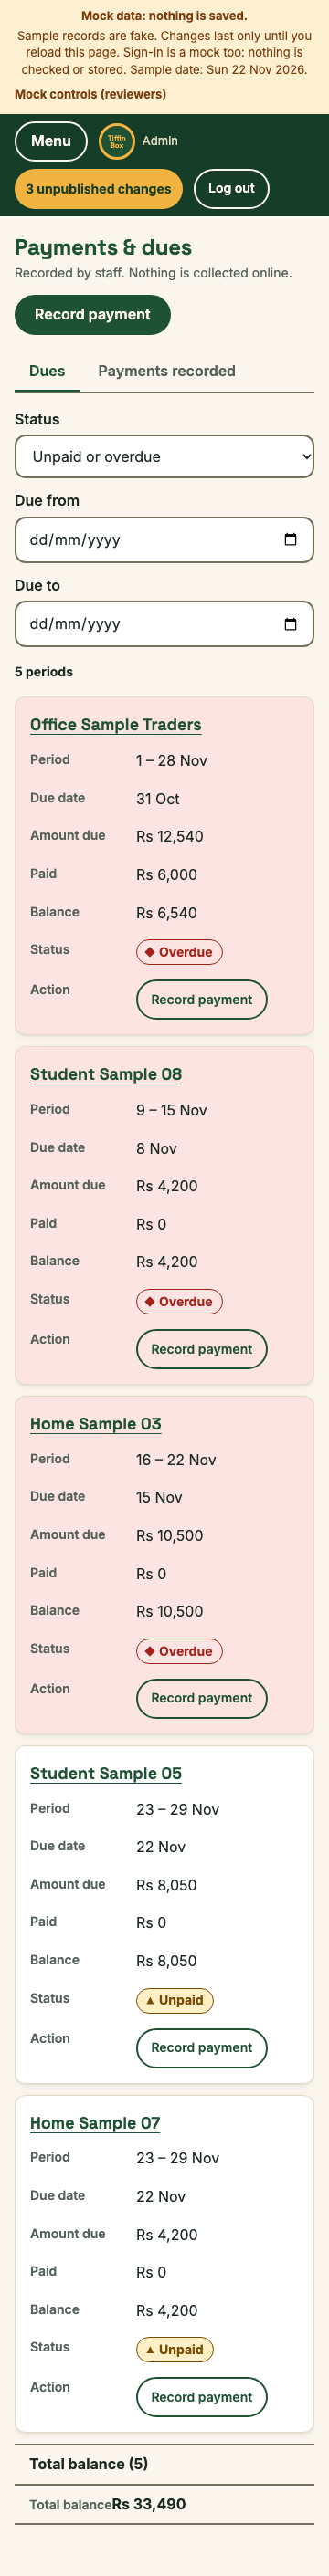 Mock data: nothing is saved.
Sample records are fake. Changes last only until you
reload this page. Sign-in is a mock too: nothing is
checked or stored. Sample date: Sun 22 Nov 2026.
Mock controls (reviewers)
Menu
Tiffin
Box
Admin
3 unpublished changes
Log out
Payments & dues
Recorded by staff. Nothing is collected online.
Record payment
Dues
Payments recorded
Status
Unpaid or overdue
Due from
dd/mm/yyyy
Due to
dd/mm/yyyy
5 periods
Office Sample Traders
Period 1 – 28 Nov
Due date 31 Oct
Amount due Rs 12,540
Paid Rs 6,000
Balance Rs 6,540
Status ◆ Overdue
Action Record payment
Student Sample 08
Period 9 – 15 Nov
Due date 8 Nov
Amount due Rs 4,200
Paid Rs 0
Balance Rs 4,200
Status ◆ Overdue
Action Record payment
Home Sample 03
Period 16 – 22 Nov
Due date 15 Nov
Amount due Rs 10,500
Paid Rs 0
Balance Rs 10,500
Status ◆ Overdue
Action Record payment
Student Sample 05
Period 23 – 29 Nov
Due date 22 Nov
Amount due Rs 8,050
Paid Rs 0
Balance Rs 8,050
Status ▲ Unpaid
Action Record payment
Home Sample 07
Period 23 – 29 Nov
Due date 22 Nov
Amount due Rs 4,200
Paid Rs 0
Balance Rs 4,200
Status ▲ Unpaid
Action Record payment
Total balance (5)
Total balance Rs 33,490